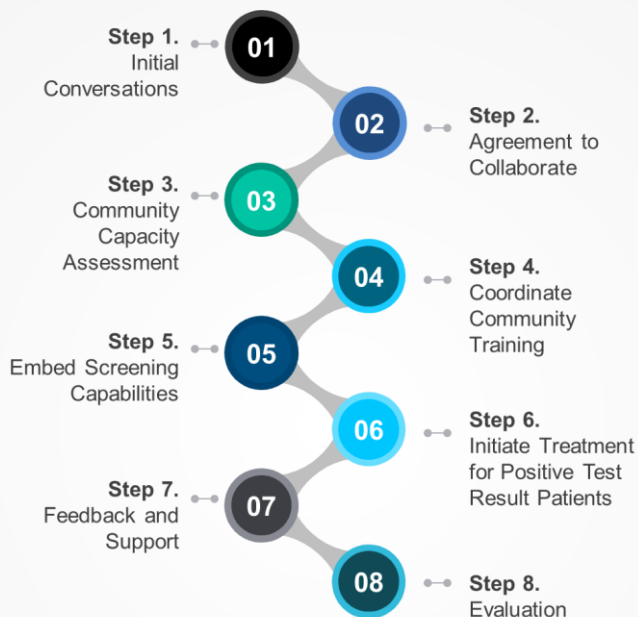 Step 1.
Initial
Conversations
01
02
Step 2.
Agreement to
Collaborate
Step 3.
Community
Capacity
Assessment
03
04
Step 4.
Coordinate
Community
Training
Step 5.
Embed Screening
Capabilities
05
06
Step 6.
Initiate Treatment
for Positive Test
Result Patients
Step 7.
Feedback and
Support
07
08
Step 8.
Evaluation